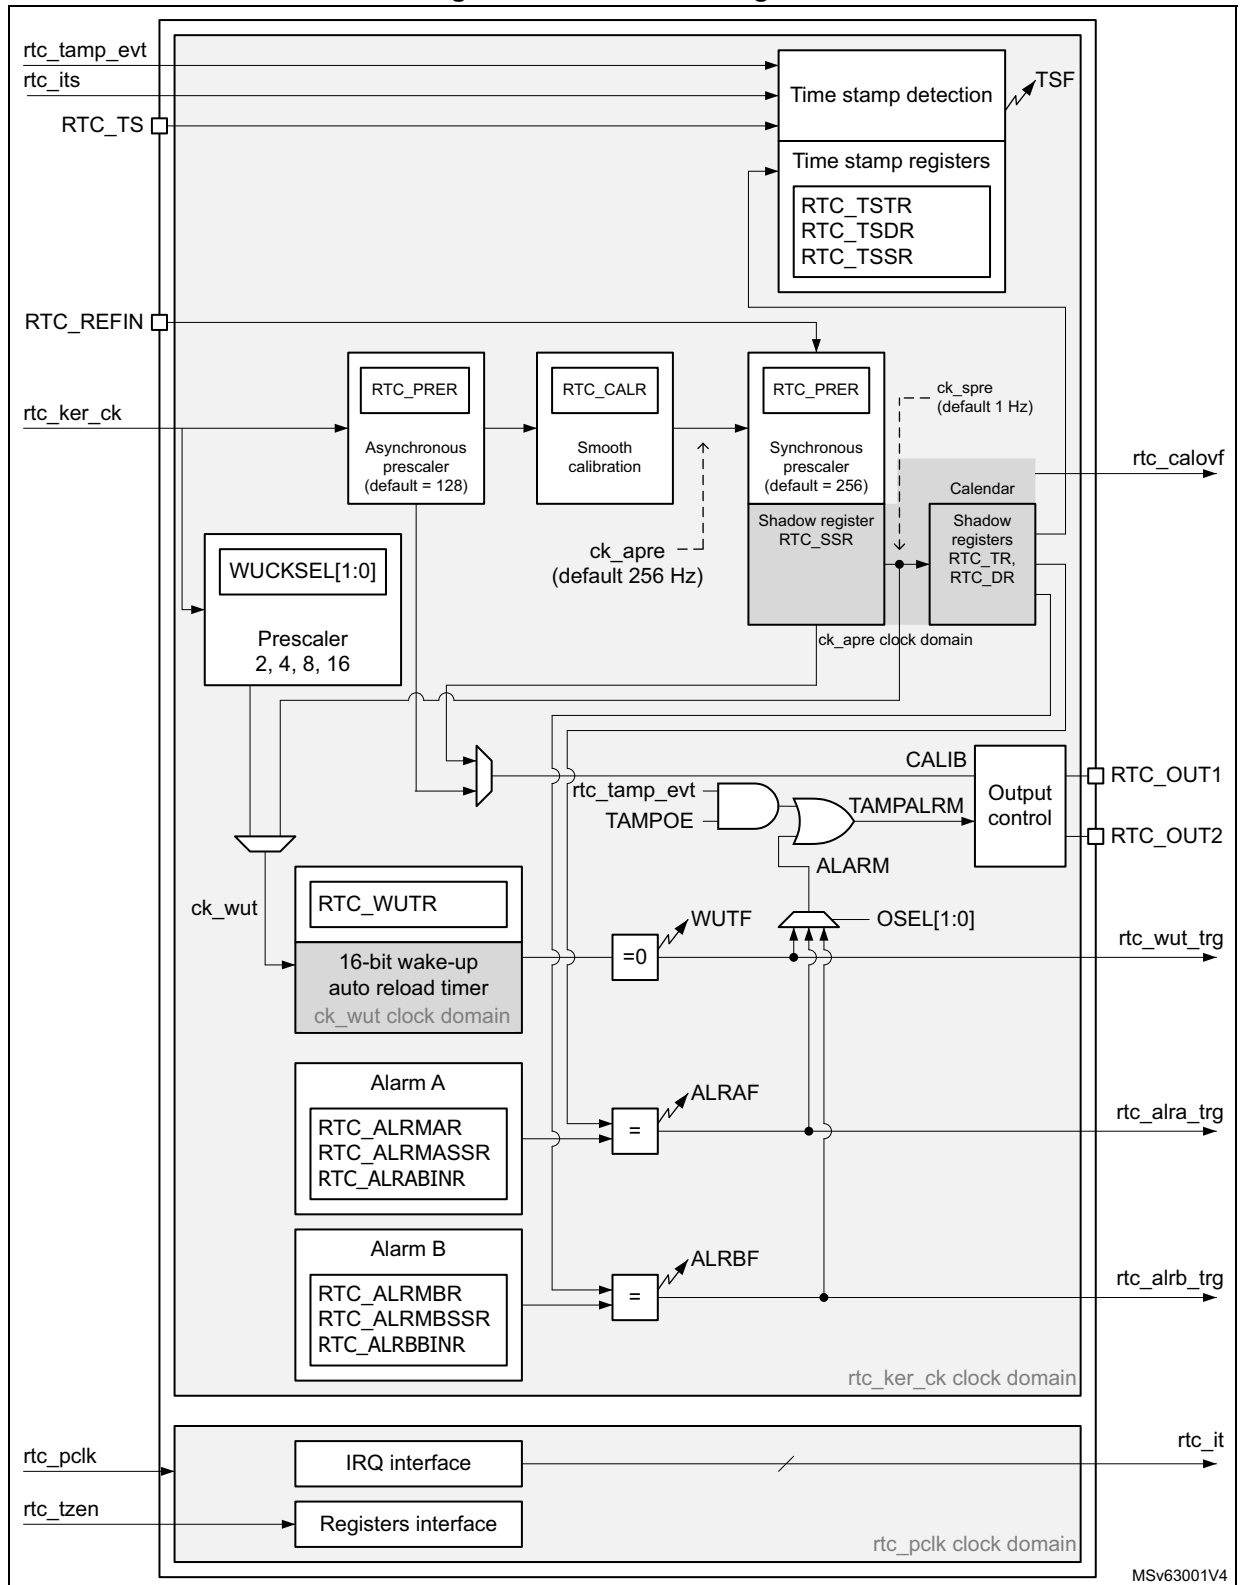 rtc_tamp_evt
rtc_its
RTC_TS
Time stamp detection
TSF
Time stamp registers
RTC_TSTR
RTC_TSDR
RTC_TSSR
RTC_REFIN
rtc_ker_ck
RTC_PRER
Asynchronous
prescaler
(default = 128)
RTC_CALR
Smooth
calibration
RTC_PRER
Synchronous
prescaler
(default = 256)
ck_spre
(default 1 Hz)
rtc_calovf
Calendar
Shadow register
RTC_SSR
Shadow
registers
RTC_TR,
RTC_DR
ck_apre
(default 256 Hz)
ck_apre clock domain
WUCKSEL[1:0]
Prescaler
2, 4, 8, 16
CALIB
rtc_tamp_evt
TAMPOE
TAMPALRM
Output
control
RTC_OUT1
RTC_OUT2
ALARM
OSEL[1:0]
ck_wut
RTC_WUTR
16-bit wake-up
auto reload timer
ck_wut clock domain
=0
WUTF
rtc_wut_trg
Alarm A
RTC_ALRMAR
RTC_ALRMASSR
RTC_ALRABINR
=
ALRAF
rtc_alra_trg
Alarm B
RTC_ALRMBR
RTC_ALRMBSSR
RTC_ALRBBINR
=
ALRBF
rtc_alrb_trg
rtc_ker_ck clock domain
rtc_pclk
IRQ interface
rtc_it
rtc_tzen
Registers interface
rtc_pclk clock domain
MSv63001V4